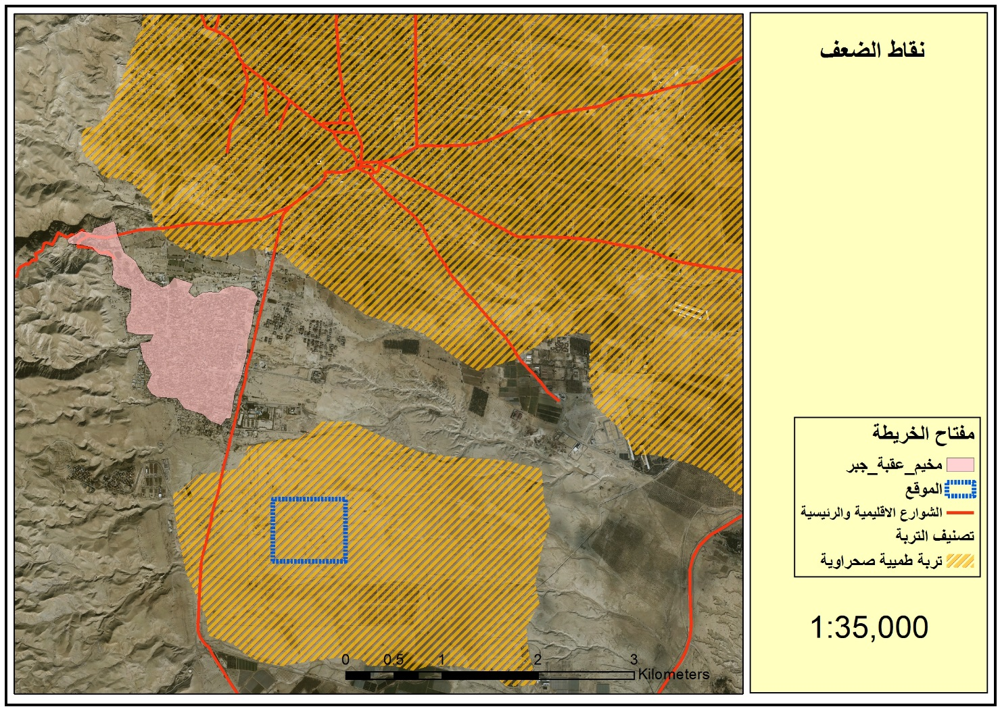 نقاط الضعف
مفتاح الخريطة
مخيم_عقبة_جبر
الموقع
الشوارع الاقليمية والرئيسية
تصنيف التربة
تربة طميية صحراوية
1:35,000
0 0.5 1 2 3
Kilometers